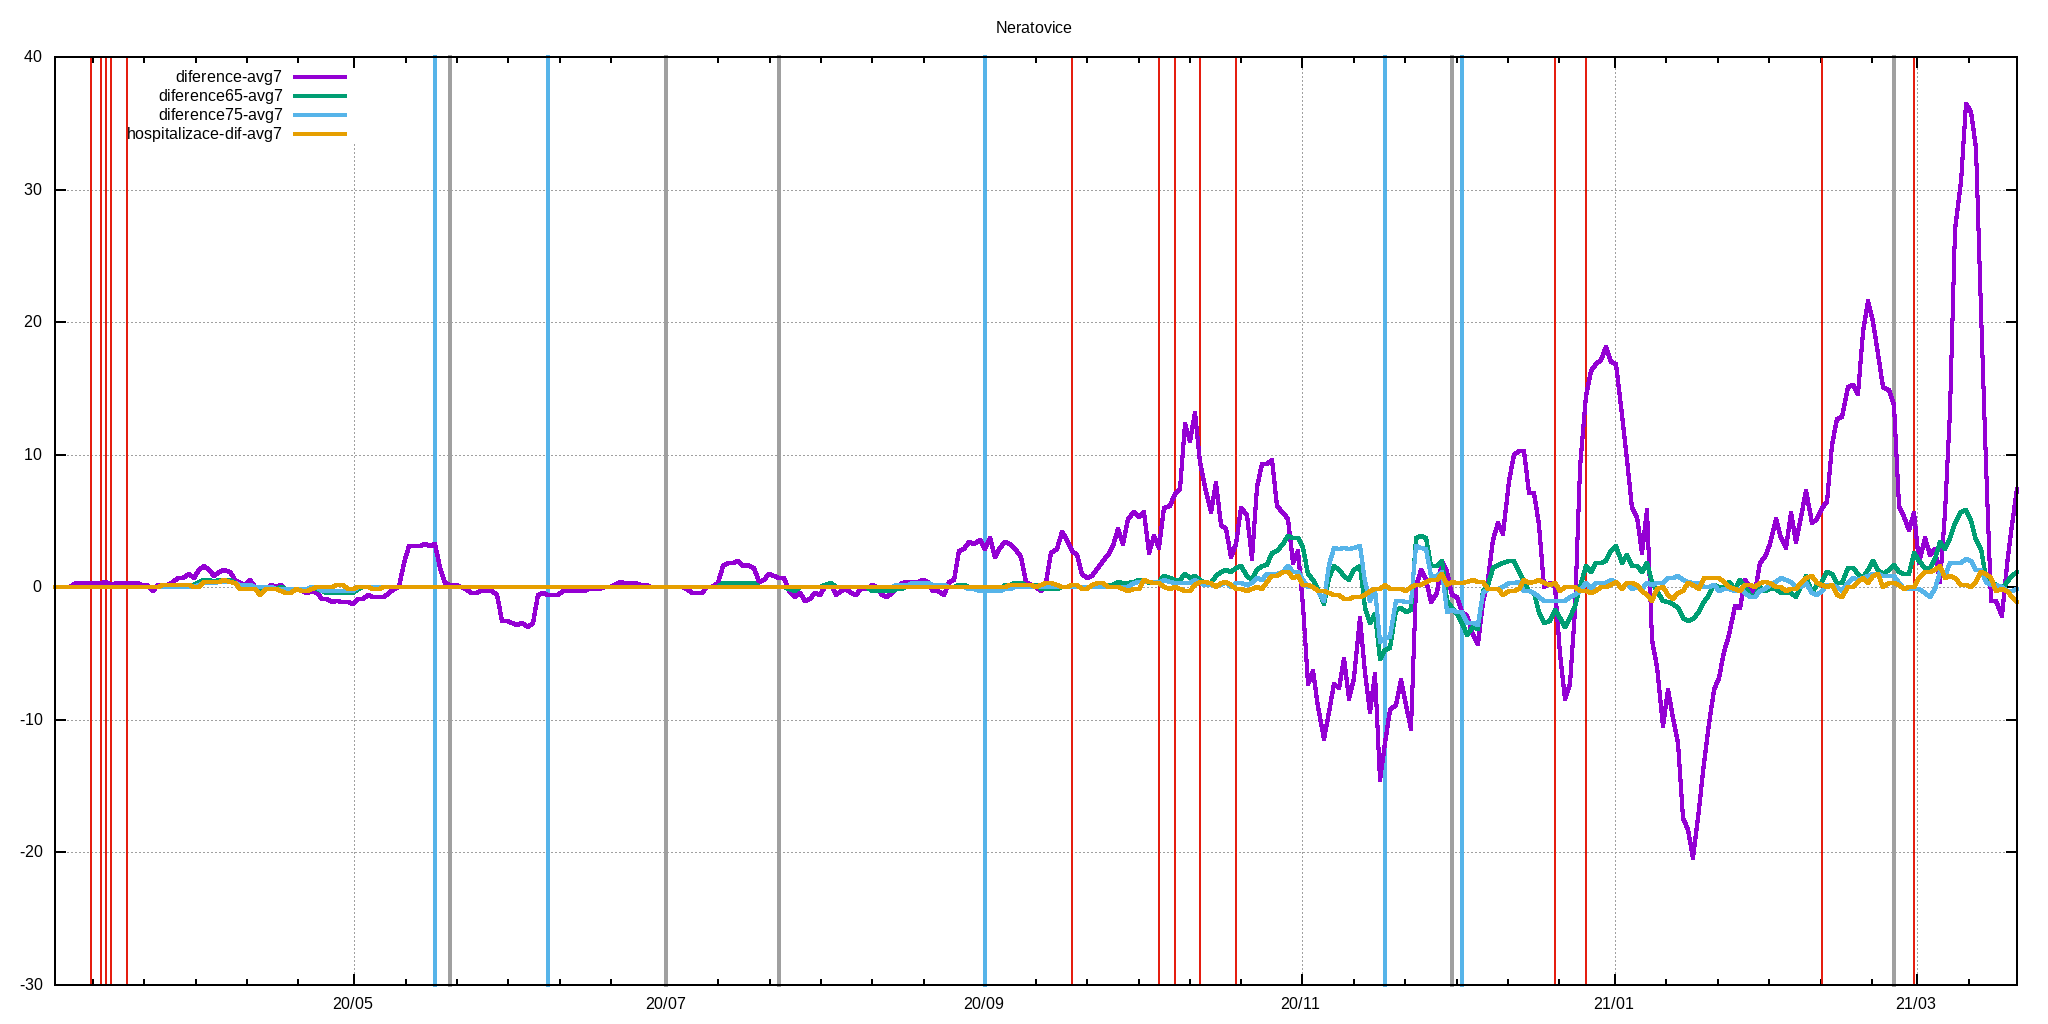 Neratovice
diference-avg7
diference65-avg7
diference75-avg7
hospitalizace-dif-avg7
40
30
20
10
0
-10
-20
-30
20/05 20/07 20/09 20/11 21/01 21/03